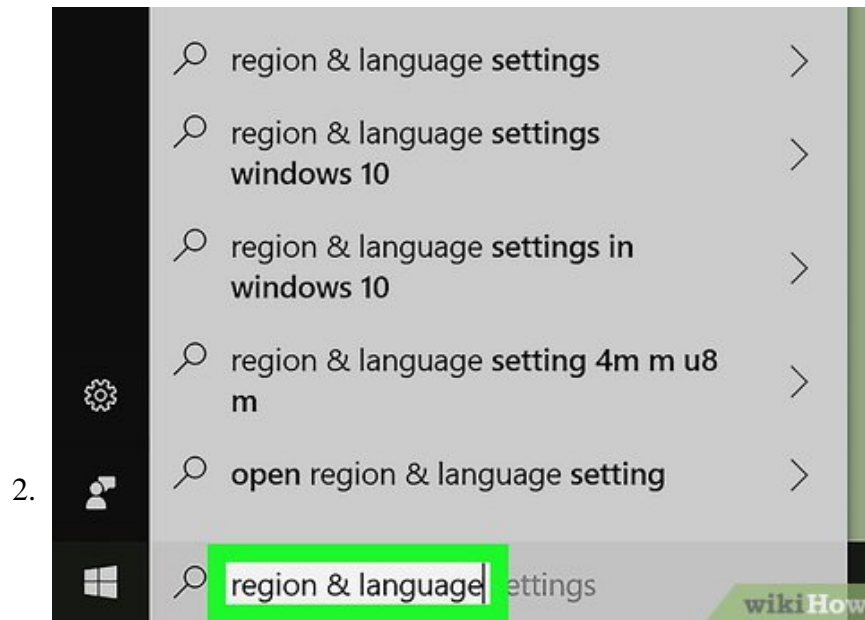 region & language settings
region & language settings
windows 10
region & language settings in
windows 10
region & language setting 4m m u8
m
open region & language setting
2.
region & language ettings
wikiHow